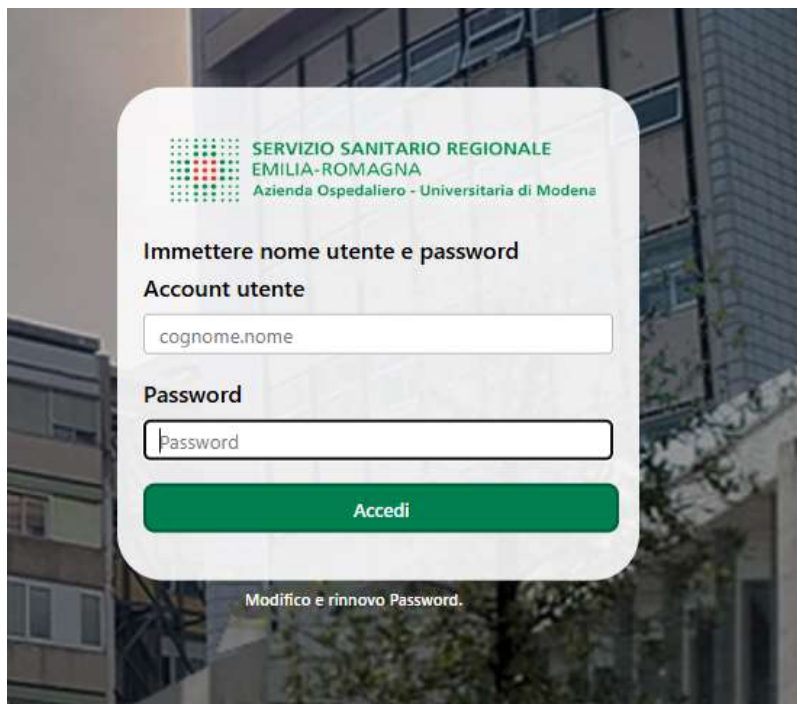 SERVIZIO SANITARIO REGIONALE
EMILIA-ROMAGNA
Azienda Ospedaliero - Universitaria di Modena
Immettere nome utente e password
Account utente
cognome.nome
Password
Password
Accedi
Modifico e rinnovo Password.